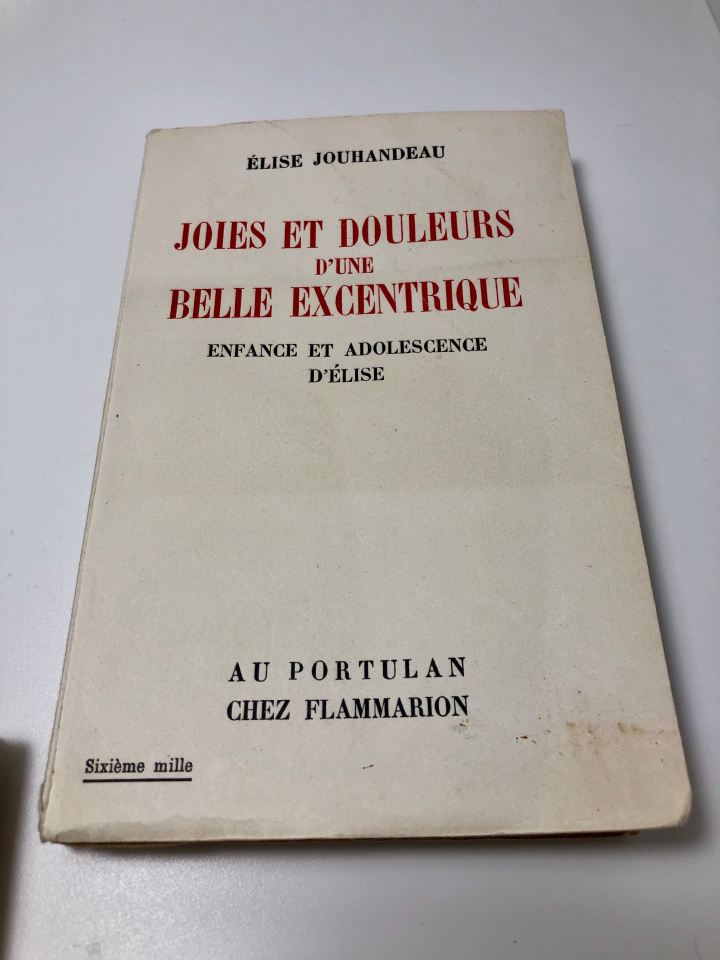 ÉLISE JOUHANDEAU
JOIES ET DOULEURS
D'UNE
BELLE EXCENTRIQUE
ENFANCE ET ADOLESCENCE
D'ÉLISE
AU PORTULAN
CHEZ FLAMMARION
Sixième mille